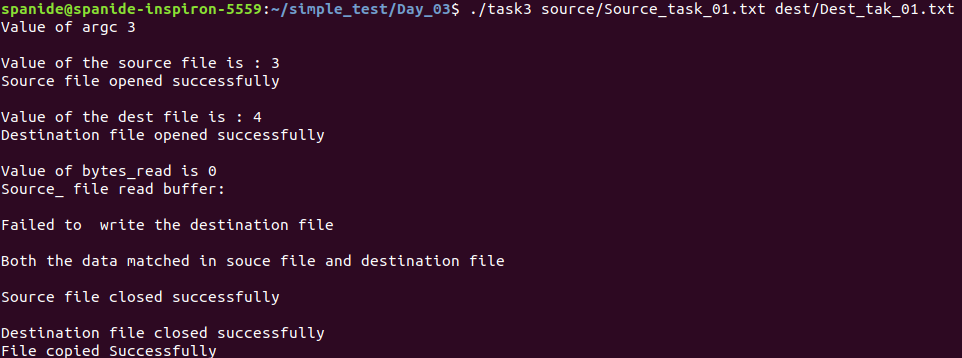 spanide@spanide-inspiron-5559:~/simple_test/Day_03$ ./task3 source/Source_task_01.txt dest/Dest_tak_01.txt
Value of argc 3
Value of the source file is : 3
Source file opened successfully
Value of the dest file is : 4
Destination file opened successfully
Value of bytes_read is 0
Source_ file read buffer:
Failed to  write the destination file
Both the data matched in souce file and destination file
Source file closed successfully
Destination file closed successfully
File copied Successfully